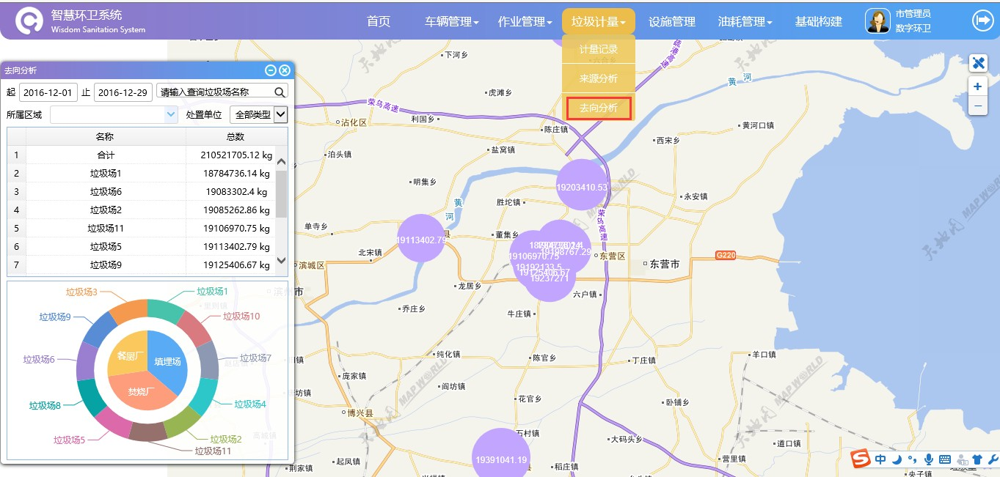 智慧环卫系统
Wisdom Sanitation System
首页
车辆管理
作业管理
垃圾计量
设施管理
油耗管理
基础构建
市管理员
数字环卫
计量记录
来源分析
去向分析
去向分析
起 2016-12-01 止 2016-12-29 请输入查询垃圾场名称
所属区域 处置单位 全部类型
名称 总数
1 合计 210521705.12 kg
2 垃圾场1 18784736.14 kg
3 垃圾场6 19083302.4 kg
4 垃圾场2 19085262.86 kg
5 垃圾场11 19106970.75 kg
6 垃圾场5 19113402.79 kg
7 垃圾场9 19125406.67 kg
垃圾场3
垃圾场1
垃圾场9
垃圾场10
垃圾场6
垃圾场7
垃圾场8
垃圾场4
垃圾场5
垃圾场2
垃圾场11
餐厨厂
填埋场
焚烧厂
下河乡
虎滩乡
荣乌高速
利国乡
沾化区
陈庄镇
黄河口镇
西宋乡
盐窝镇
泊头镇
明集乡
19203410.53
黄
河
永安镇
胜坨镇
黄
河
单寺乡
荣乌高速
19113402.79
董集乡
19198767.29
19106970.75
19192133.5
19125406.67
19237271
东营区
东营市
G220
北宋镇
滨城区
滨州市
龙居乡
六户镇
乔庄乡
牛庄镇
纯化镇
陈官乡
丁庄镇
羊口镇
庞家镇
阎坊镇
花官乡
卧铺乡
博兴县
高城镇
石村镇
大码头乡
道口镇
19391041.19
起凤镇
荆家镇
稻庄镇
营里镇
央子镇
天地图
MAPWORLD
中